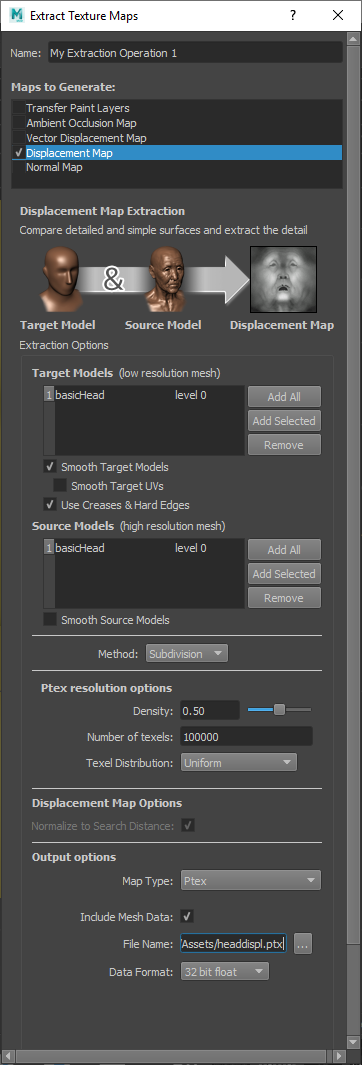 M Extract Texture Maps ? ×
Name: My Extraction Operation 1
Maps to Generate:
Transfer Paint Layers
Ambient Occlusion Map
Vector Displacement Map
Displacement Map
Normal Map
Displacement Map Extraction
Compare detailed and simple surfaces and extract the detail
&
Target Model Source Model Displacement Map
Extraction Options
Target Models (low resolution mesh)
1 basicHead level 0
Add All
Add Selected
Remove
Smooth Target Models
Smooth Target UVs
Use Creases & Hard Edges
Source Models (high resolution mesh)
1 basicHead level 0
Add All
Add Selected
Remove
Smooth Source Models
Method: Subdivision
Ptex resolution options
Density: 0.50
Number of texels: 100000
Texel Distribution: Uniform
Displacement Map Options
Normalize to Search Distance:
Output options
Map Type: Ptex
Include Mesh Data:
File Name: /Assets/headdispl.ptx ...
Data Format: 32 bit float